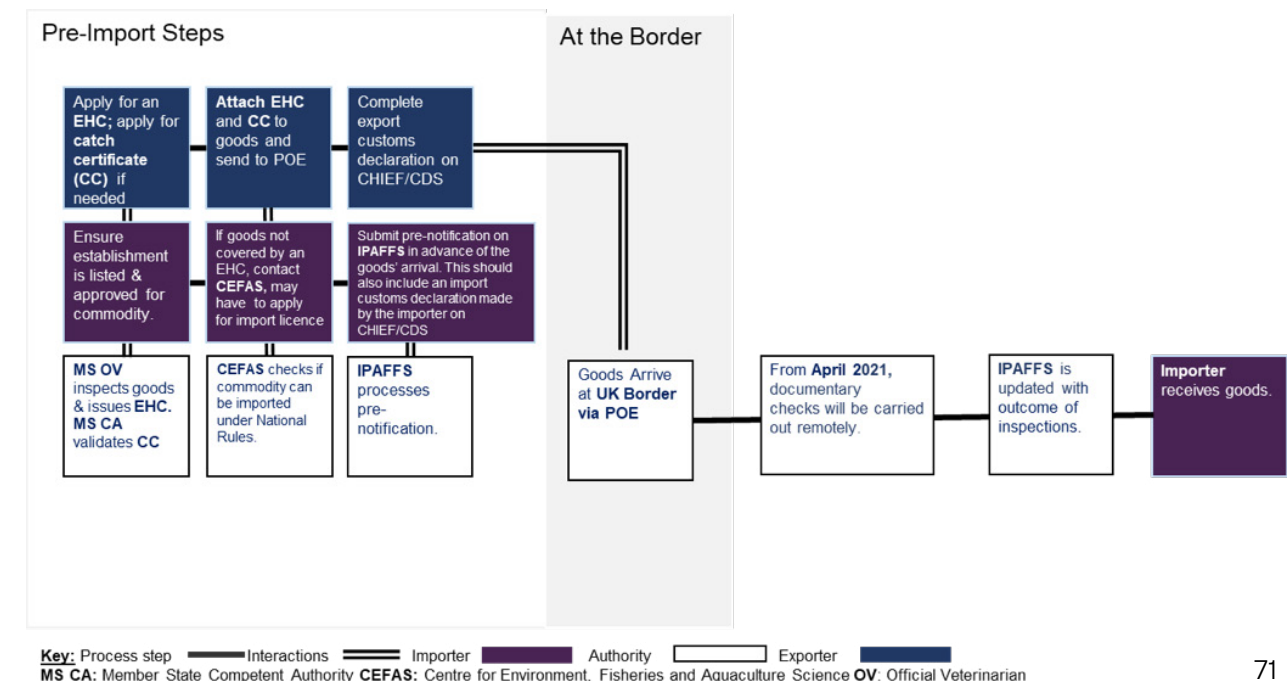 Pre-Import Steps
At the Border
Apply for an
EHC; apply for
catch
certificate
(CC) if
needed
Attach EHC
and CC to
goods and
send to POE
Complete
export
customs
declaration on
CHIEF/CDS
Ensure
establishment
is listed &
approved for
commodity.
If goods not
covered by an
EHC, contact
CEFAS, may
have to apply
for import licence
Submit pre-notification on
IPAFFS in advance of the
goods' arrival. This should
also include an import
customs declaration made
by the importer on
CHIEF/CDS
MS OV
inspects goods
& issues EHC.
MS CA
validates CC
CEFAS checks if
commodity can
be imported
under National
Rules.
IPAFFS
processes
pre-
notification.
Goods Arrive
at UK Border
via POE
From April 2021,
documentary
checks will be carried
out remotely.
IPAFFS is
updated with
outcome of
inspections.
Importer
receives goods.
Key: Process step Interactions Importer Authority Exporter
MS CA: Member State Competent Authority CEFAS: Centre for Environment, Fisheries and Aquaculture Science OV: Official Veterinarian
71